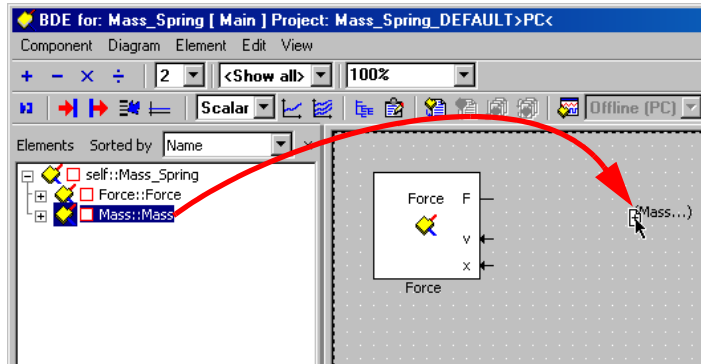 BDE for: Mass_Spring [ Main ] Project: Mass_Spring_DEFAULT>PC<
Component Diagram Element Edit View
+ - × ÷ 2 <Show all> 100%
Scalar Offline (PC)
Elements Sorted by Name
self::Mass_Spring
Force::Force
Mass::Mass
Force F
v
x
Force
(Mass...)